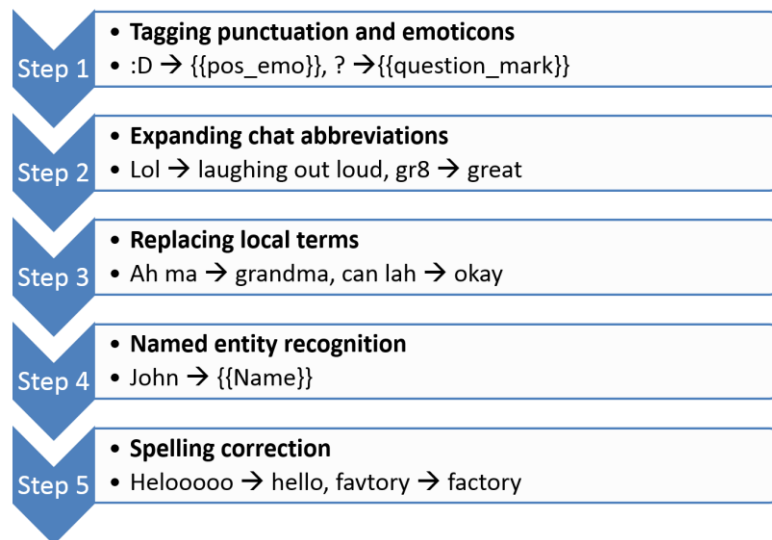 Step 1
• Tagging punctuation and emoticons
• :D → {{pos_emo}}, ? →{{question_mark}}
Step 2
• Expanding chat abbreviations
• Lol → laughing out loud, gr8 → great
Step 3
• Replacing local terms
• Ah ma → grandma, can lah → okay
Step 4
• Named entity recognition
• John → {{Name}}
Step 5
• Spelling correction
• Helooooo → hello, favtory → factory